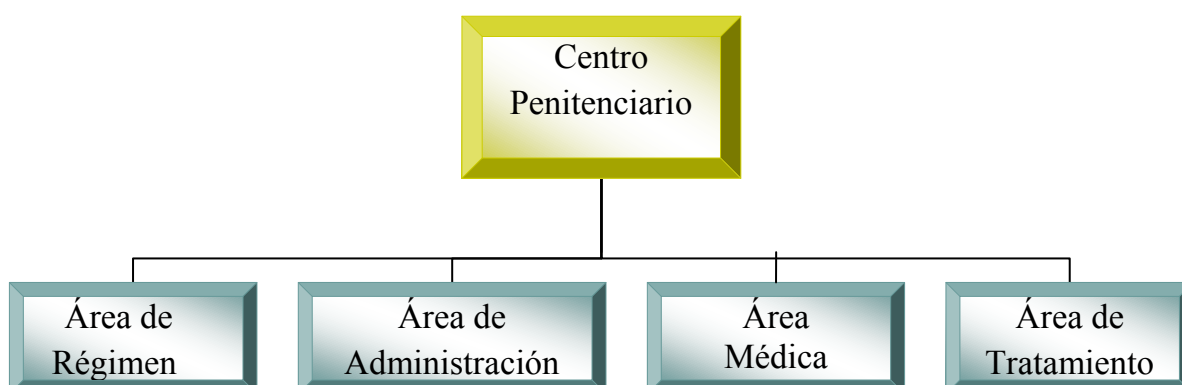 Centro
Penitenciario
Área de
Régimen
Área de
Administración
Área
Médica
Área de
Tratamiento